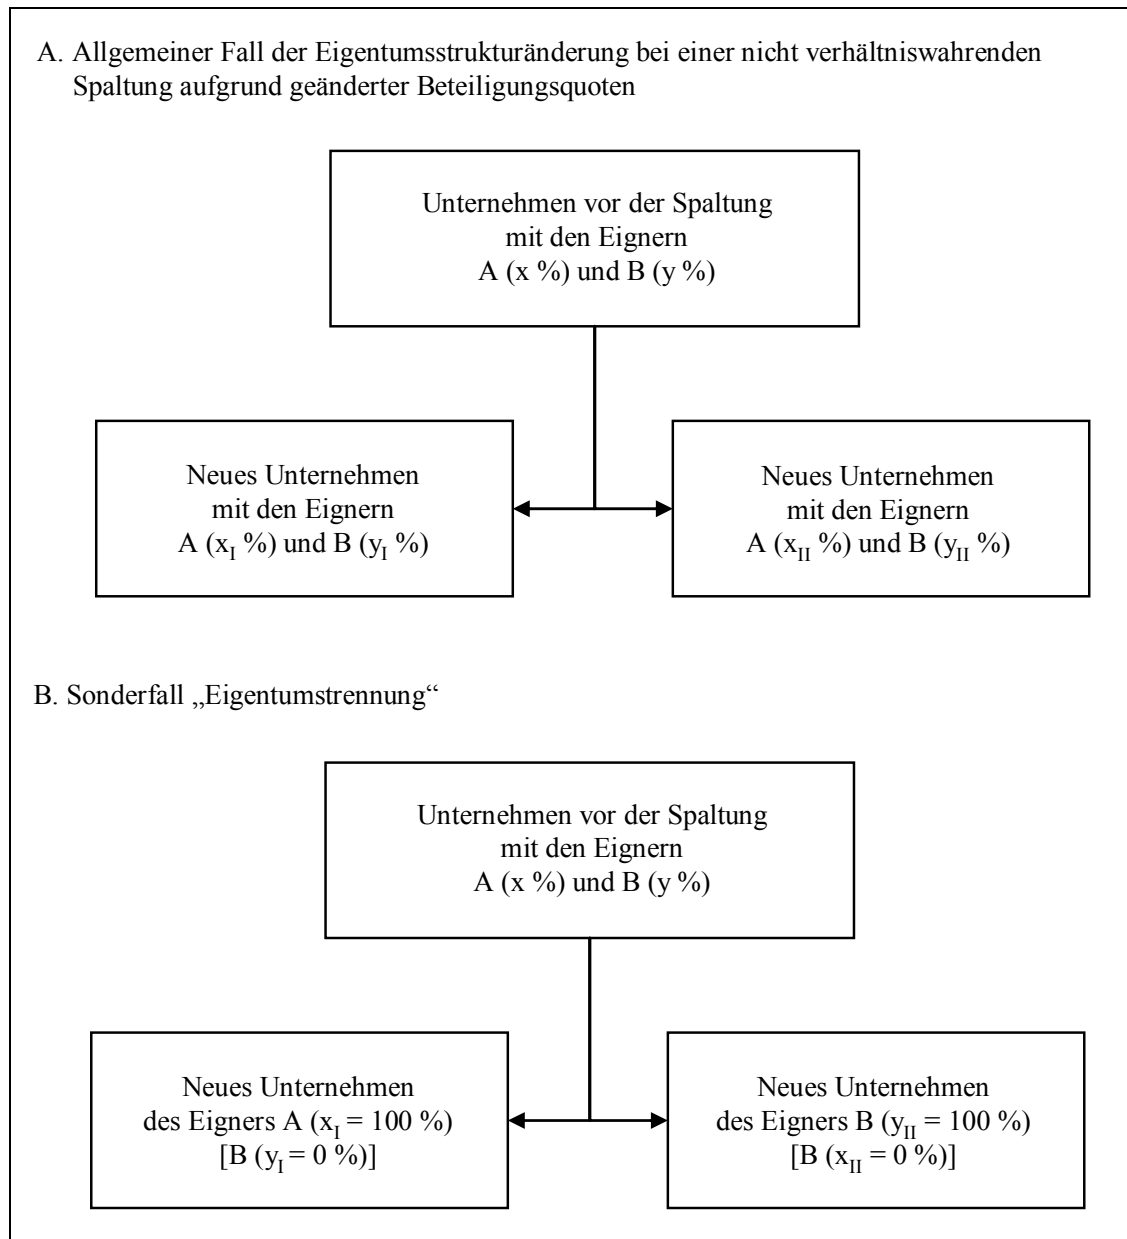 A. Allgemeiner Fall der Eigentumsstrukturänderung bei einer nicht verhältniswahrenden
Spaltung aufgrund geänderter Beteiligungsquoten
Unternehmen vor der Spaltung
mit den Eignern
A (x %) und B (y %)
Neues Unternehmen
mit den Eignern
A (x_I %) und B (y_I %)
Neues Unternehmen
mit den Eignern
A (x_II %) und B (y_II %)
B. Sonderfall „Eigentumstrennung“
Unternehmen vor der Spaltung
mit den Eignern
A (x %) und B (y %)
Neues Unternehmen
des Eigners A (x_I = 100 %)
[B (y_I = 0 %)]
Neues Unternehmen
des Eigners B (y_II = 100 %)
[B (x_II = 0 %)]